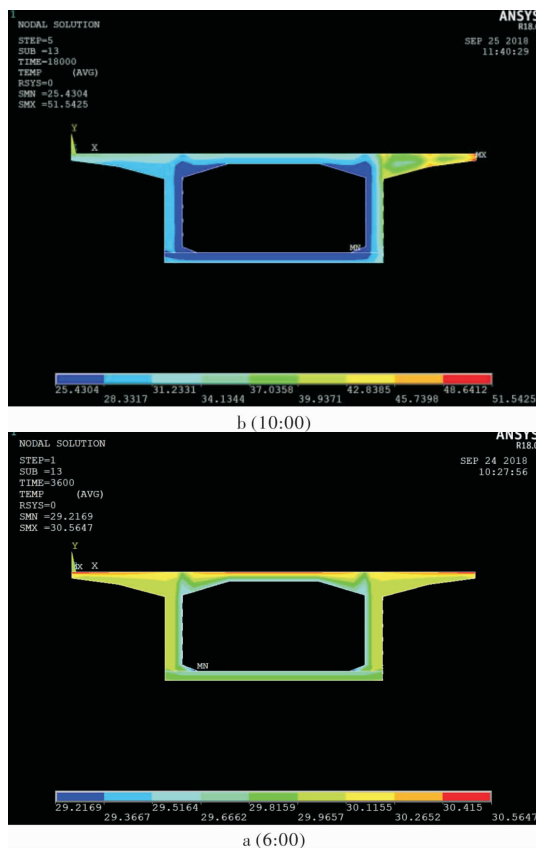 1
NODAL SOLUTION
STEP=5
SUB =13
TIME=18000
TEMP (AVG)
RSYS=0
SMN =25.4304
SMX =51.5425
ANSYS
R18.0
SEP 25 2018
11:40:29
Y
X
MX
MN
25.4304 31.2331 37.0358 42.8385 48.6412
28.3317 34.1344 39.9371 45.7398 51.5425
b (10:00)
1
NODAL SOLUTION
STEP=1
SUB =13
TIME=3600
TEMP (AVG)
RSYS=0
SMN =29.2169
SMX =30.5647
ANSYS
R18.0
SEP 24 2018
10:27:56
Y
X
MN
29.2169 29.5164 29.8159 30.1155 30.415
29.3667 29.6662 29.9657 30.2652 30.5647
a (6:00)